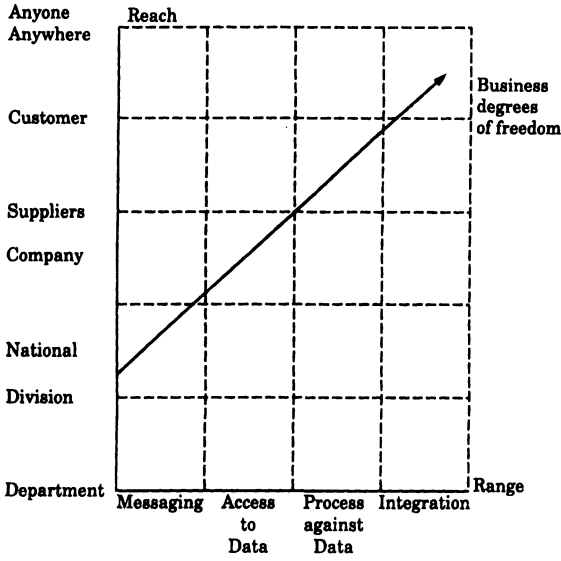 Anyone
Anywhere
Reach
Business
degrees
of freedom
Customer
Suppliers
Company
National
Division
Department
Range
Messaging
Access
to
Data
Process
against
Data
Integration